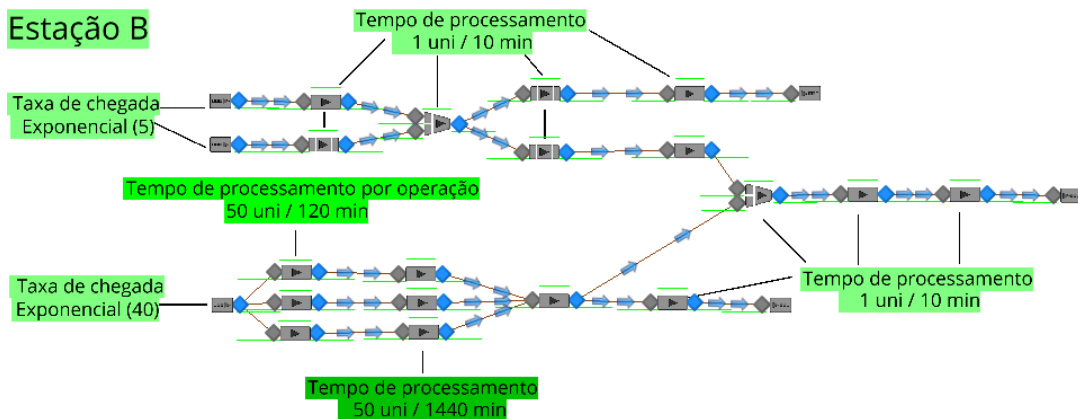 Estação B
Tempo de processamento
1 uni / 10 min
Taxa de chegada
Exponencial (5)
Tempo de processamento por operação
50 uni / 120 min
Taxa de chegada
Exponencial (40)
Tempo de processamento
1 uni / 10 min
Tempo de processamento
50 uni / 1440 min